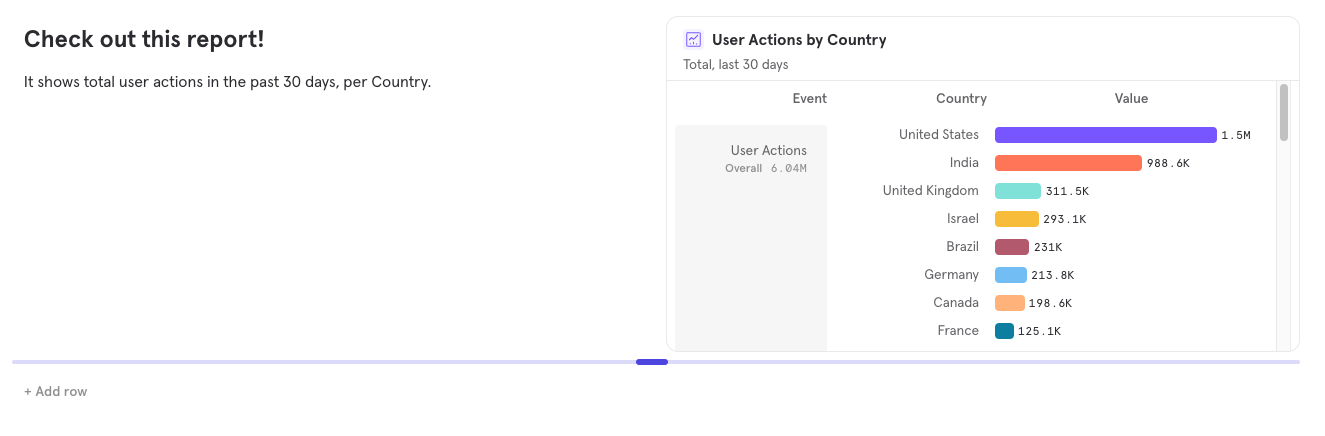 Check out this report!
It shows total user actions in the past 30 days, per Country.
User Actions by Country
Total, last 30 days
Event Country Value
User Actions
Overall 6.04M
United States 1.5M
India 988.6K
United Kingdom 311.5K
Israel 293.1K
Brazil 231K
Germany 213.8K
Canada 198.6K
France 125.1K
+ Add row